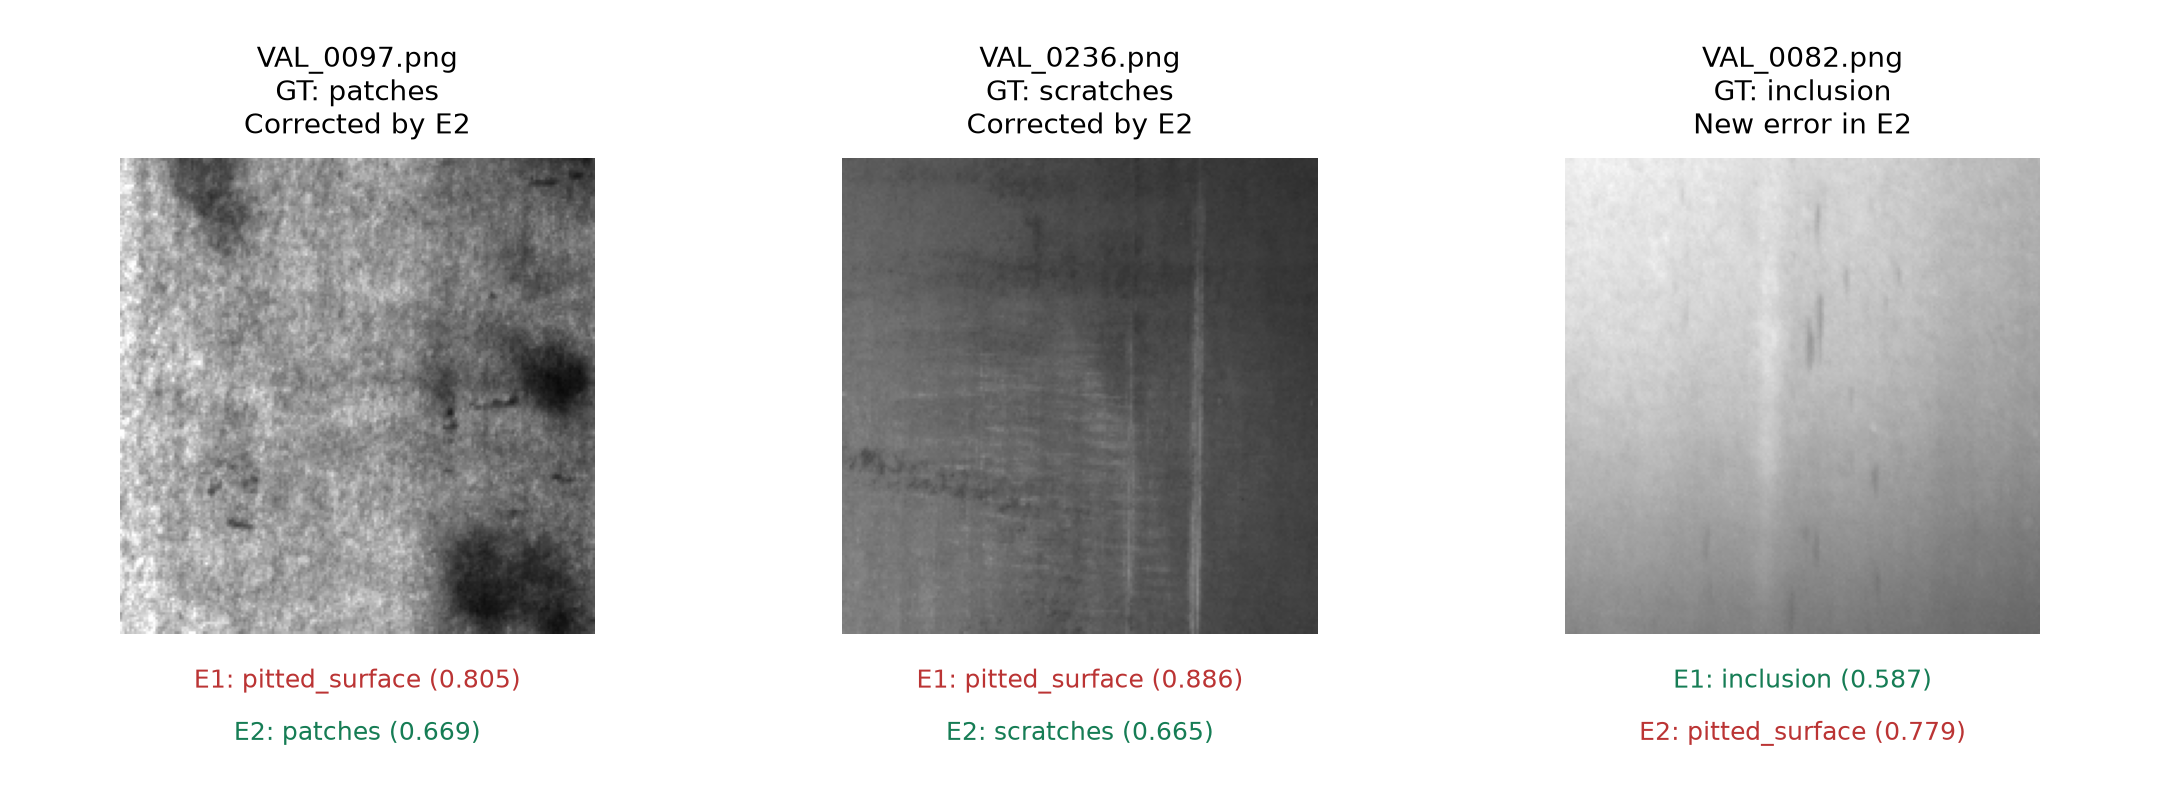 VAL_0097.png
GT: patches
Corrected by E2
E1: pitted_surface (0.805)
E2: patches (0.669)
VAL_0236.png
GT: scratches
Corrected by E2
E1: pitted_surface (0.886)
E2: scratches (0.665)
VAL_0082.png
GT: inclusion
New error in E2
E1: inclusion (0.587)
E2: pitted_surface (0.779)